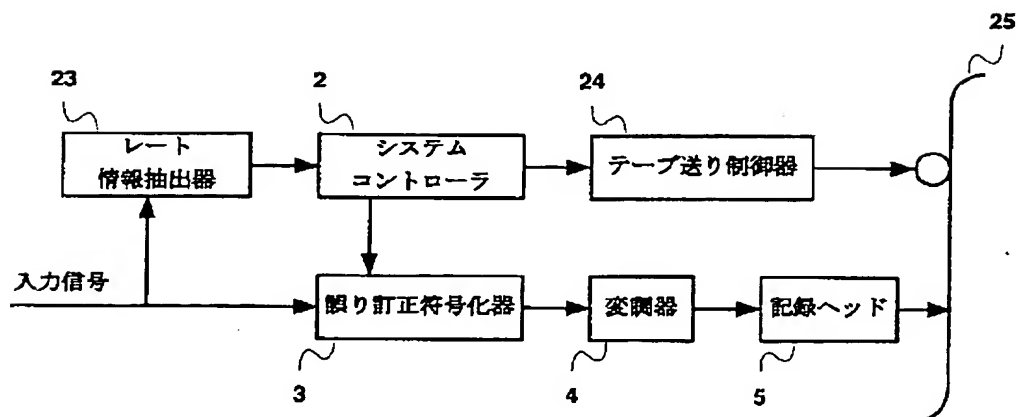 25
23
2
24
レート
情報抽出器
システム
コントローラ
テープ送り制御器
入力信号
誤り訂正符号化器
変調器
記録ヘッド
3
4
5